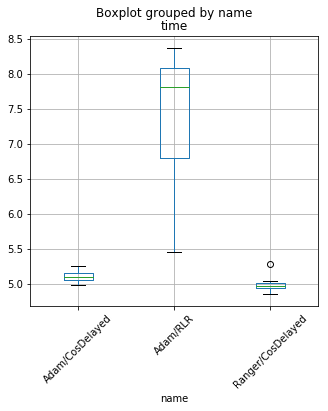 Boxplot grouped by name
time
8.5
8.0
7.5
7.0
6.5
6.0
5.5
5.0
Adam/CosDelayed
Adam/RLR
Ranger/CosDelayed
name